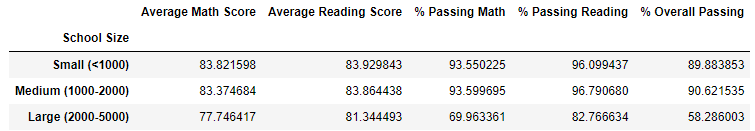 Average Math Score Average Reading Score % Passing Math % Passing Reading % Overall Passing
School Size
Small (<1000) 83.821598 83.929843 93.550225 96.099437 89.883853
Medium (1000-2000) 83.374684 83.864438 93.599695 96.790680 90.621535
Large (2000-5000) 77.746417 81.344493 69.963361 82.766634 58.286003